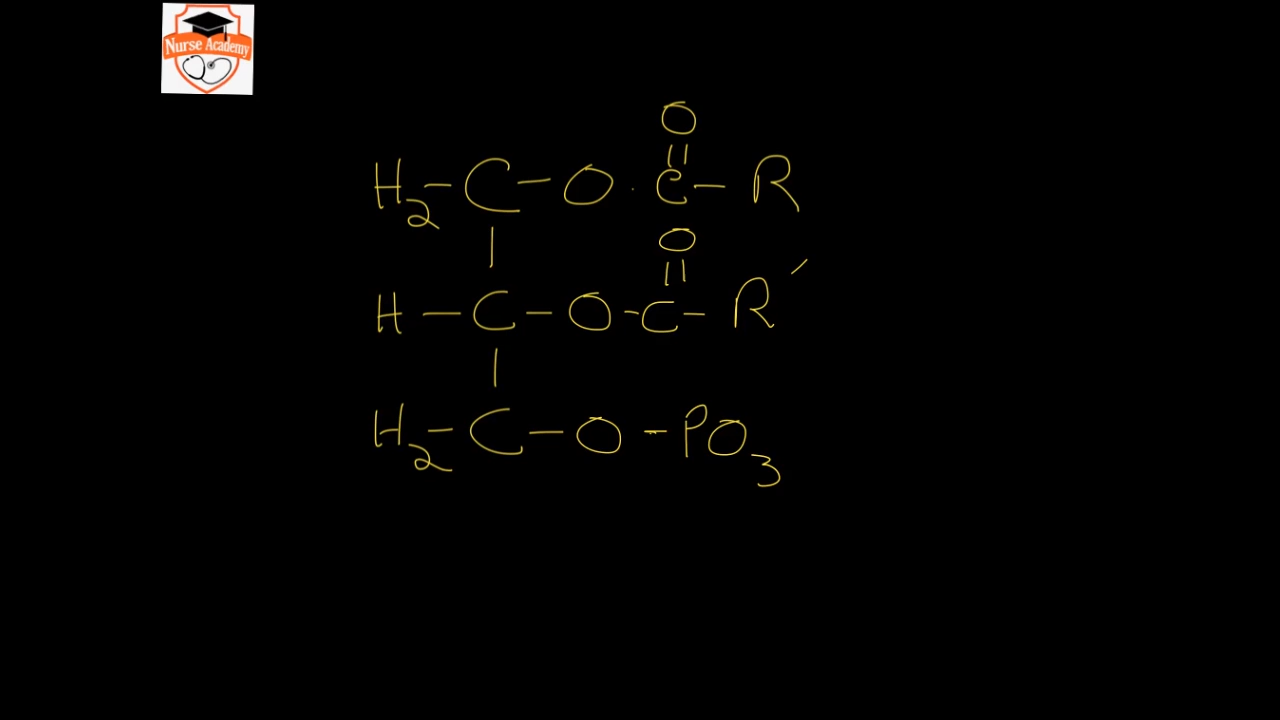 Nurse Academy
O
||
H₂–C–O·C–R
|
O
||
H–C–O-C–R′
|
H₂–C–O-PO₃